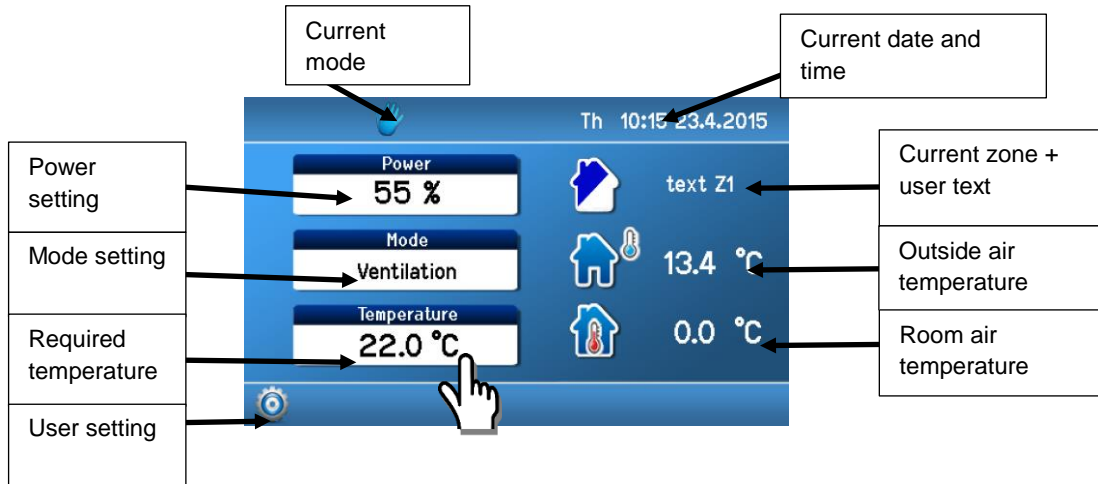 Current
mode
Current date and
time
Th 10:15 23.4.2015
Power
setting
Mode setting
Required
temperature
User setting
Power
55 %
Mode
Ventilation
Temperature
22.0 °C
text Z1
13.4 °C
0.0 °C
Current zone +
user text
Outside air
temperature
Room air
temperature